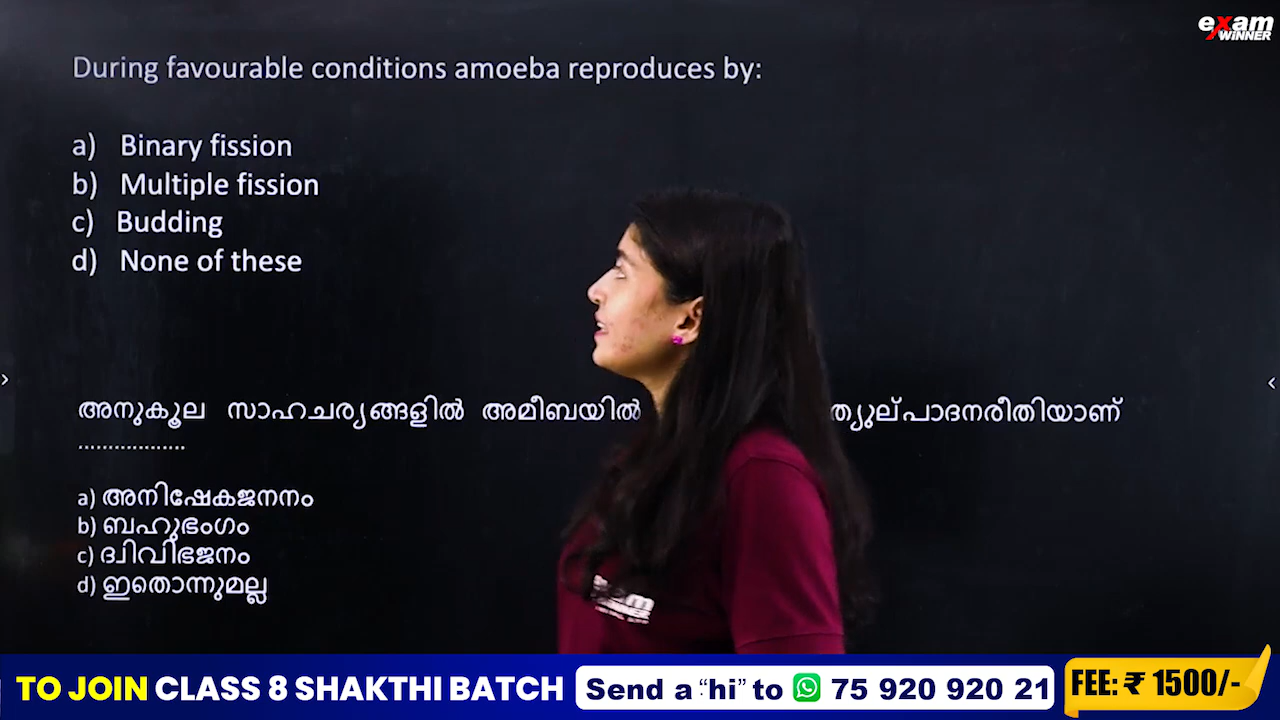 exam
WINNER
During favourable conditions amoeba reproduces by:
a) Binary fission
b) Multiple fission
c) Budding
d) None of these
അനുകൂല സാഹചര്യങ്ങളിൽ അമീബയിൽ ത്യുല്പാദനരീതിയാണ്
.................
a) അനിഷേകജനനം
b) ബഹുഭംഗം
c) ദ്വിവിഭജനം
d) ഇതൊന്നുമല്ല
WINNER
TO JOIN CLASS 8 SHAKTHI BATCH Send a “hi” to 75 920 920 21 FEE: ₹ 1500/-